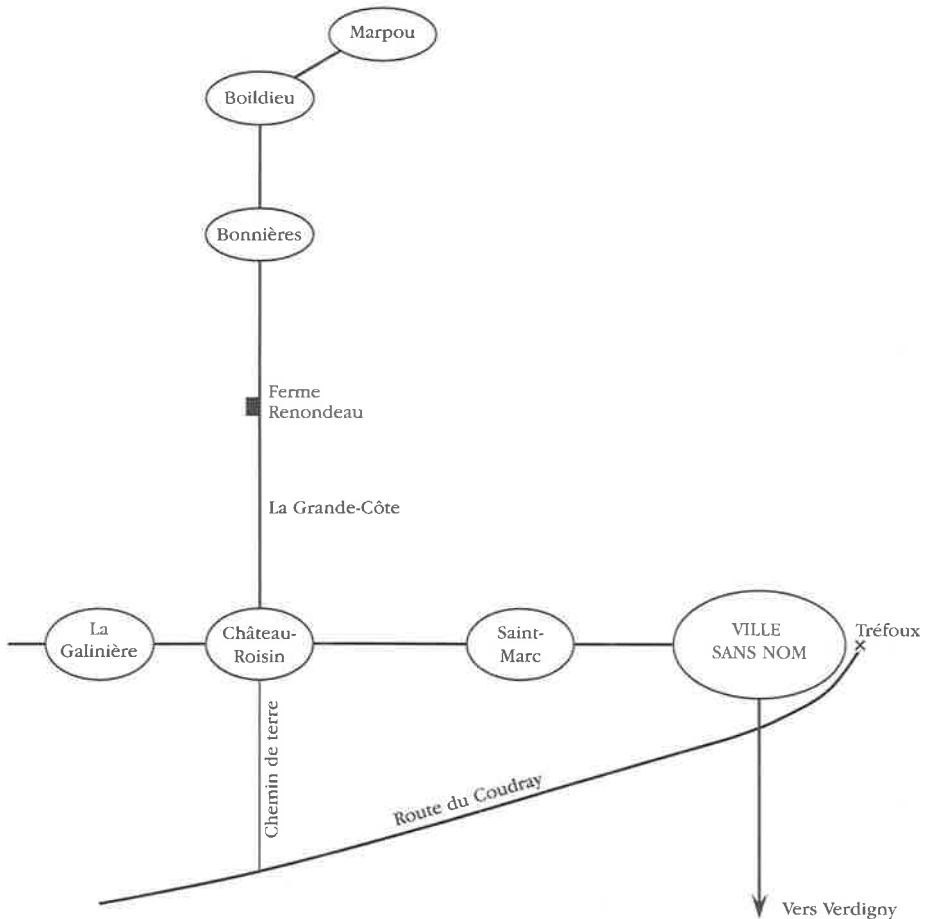 Marpou
Boildieu
Bonnières
Ferme
Renondeau
La Grande-Côte
La
Galinière
Château-
Roisin
Saint-
Marc
VILLE
SANS NOM
Tréfoux
Chemin de terre
Route du Coudray
Vers Verdigny